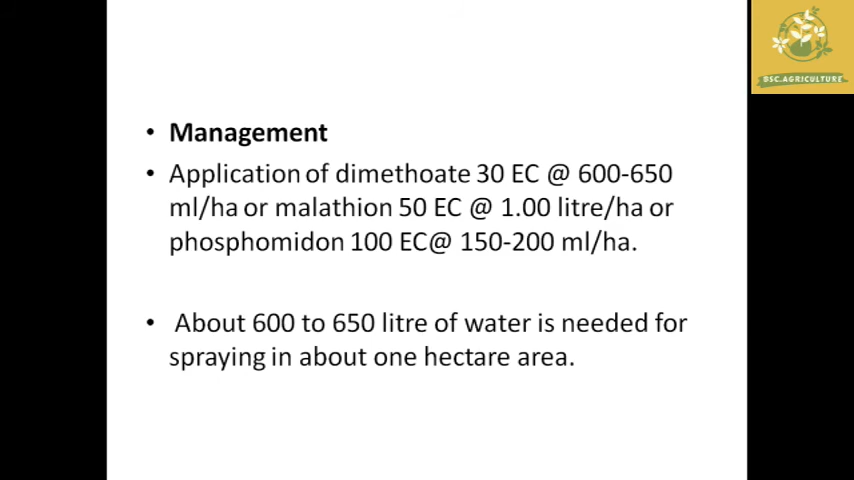 BSC.AGRICULTURE
• Management
• Application of dimethoate 30 EC @ 600-650
ml/ha or malathion 50 EC @ 1.00 litre/ha or
phosphomidon 100 EC@ 150-200 ml/ha.
• About 600 to 650 litre of water is needed for
spraying in about one hectare area.